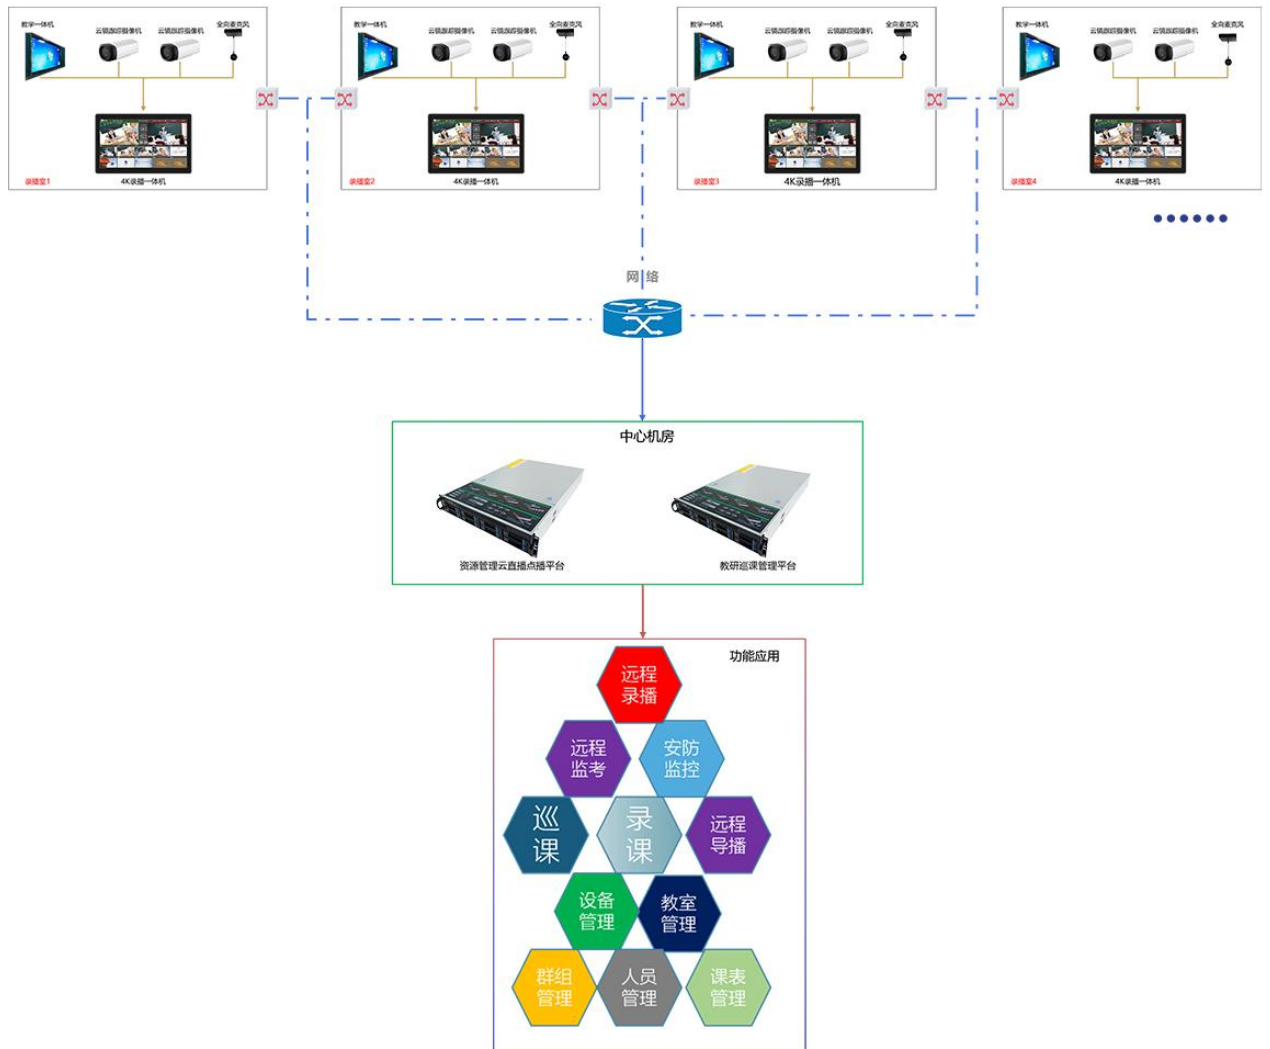 教学一体机
云镜跟踪摄像机
云镜跟踪摄像机
全向麦克风
录播室1
4K录播一体机
教学一体机
云镜跟踪摄像机
云镜跟踪摄像机
全向麦克风
录播室2
4K录播一体机
教学一体机
云镜跟踪摄像机
云镜跟踪摄像机
全向麦克风
录播室3
4K录播一体机
教学一体机
云镜跟踪摄像机
云镜跟踪摄像机
全向麦克风
录播室4
4K录播一体机
网络
中心机房
资源管理云直播点播平台
教研巡课管理平台
功能应用
远程
录播
远程
监考
安防
监控
巡
课
录
课
远程
导播
设备
管理
教室
管理
群组
管理
人员
管理
课表
管理